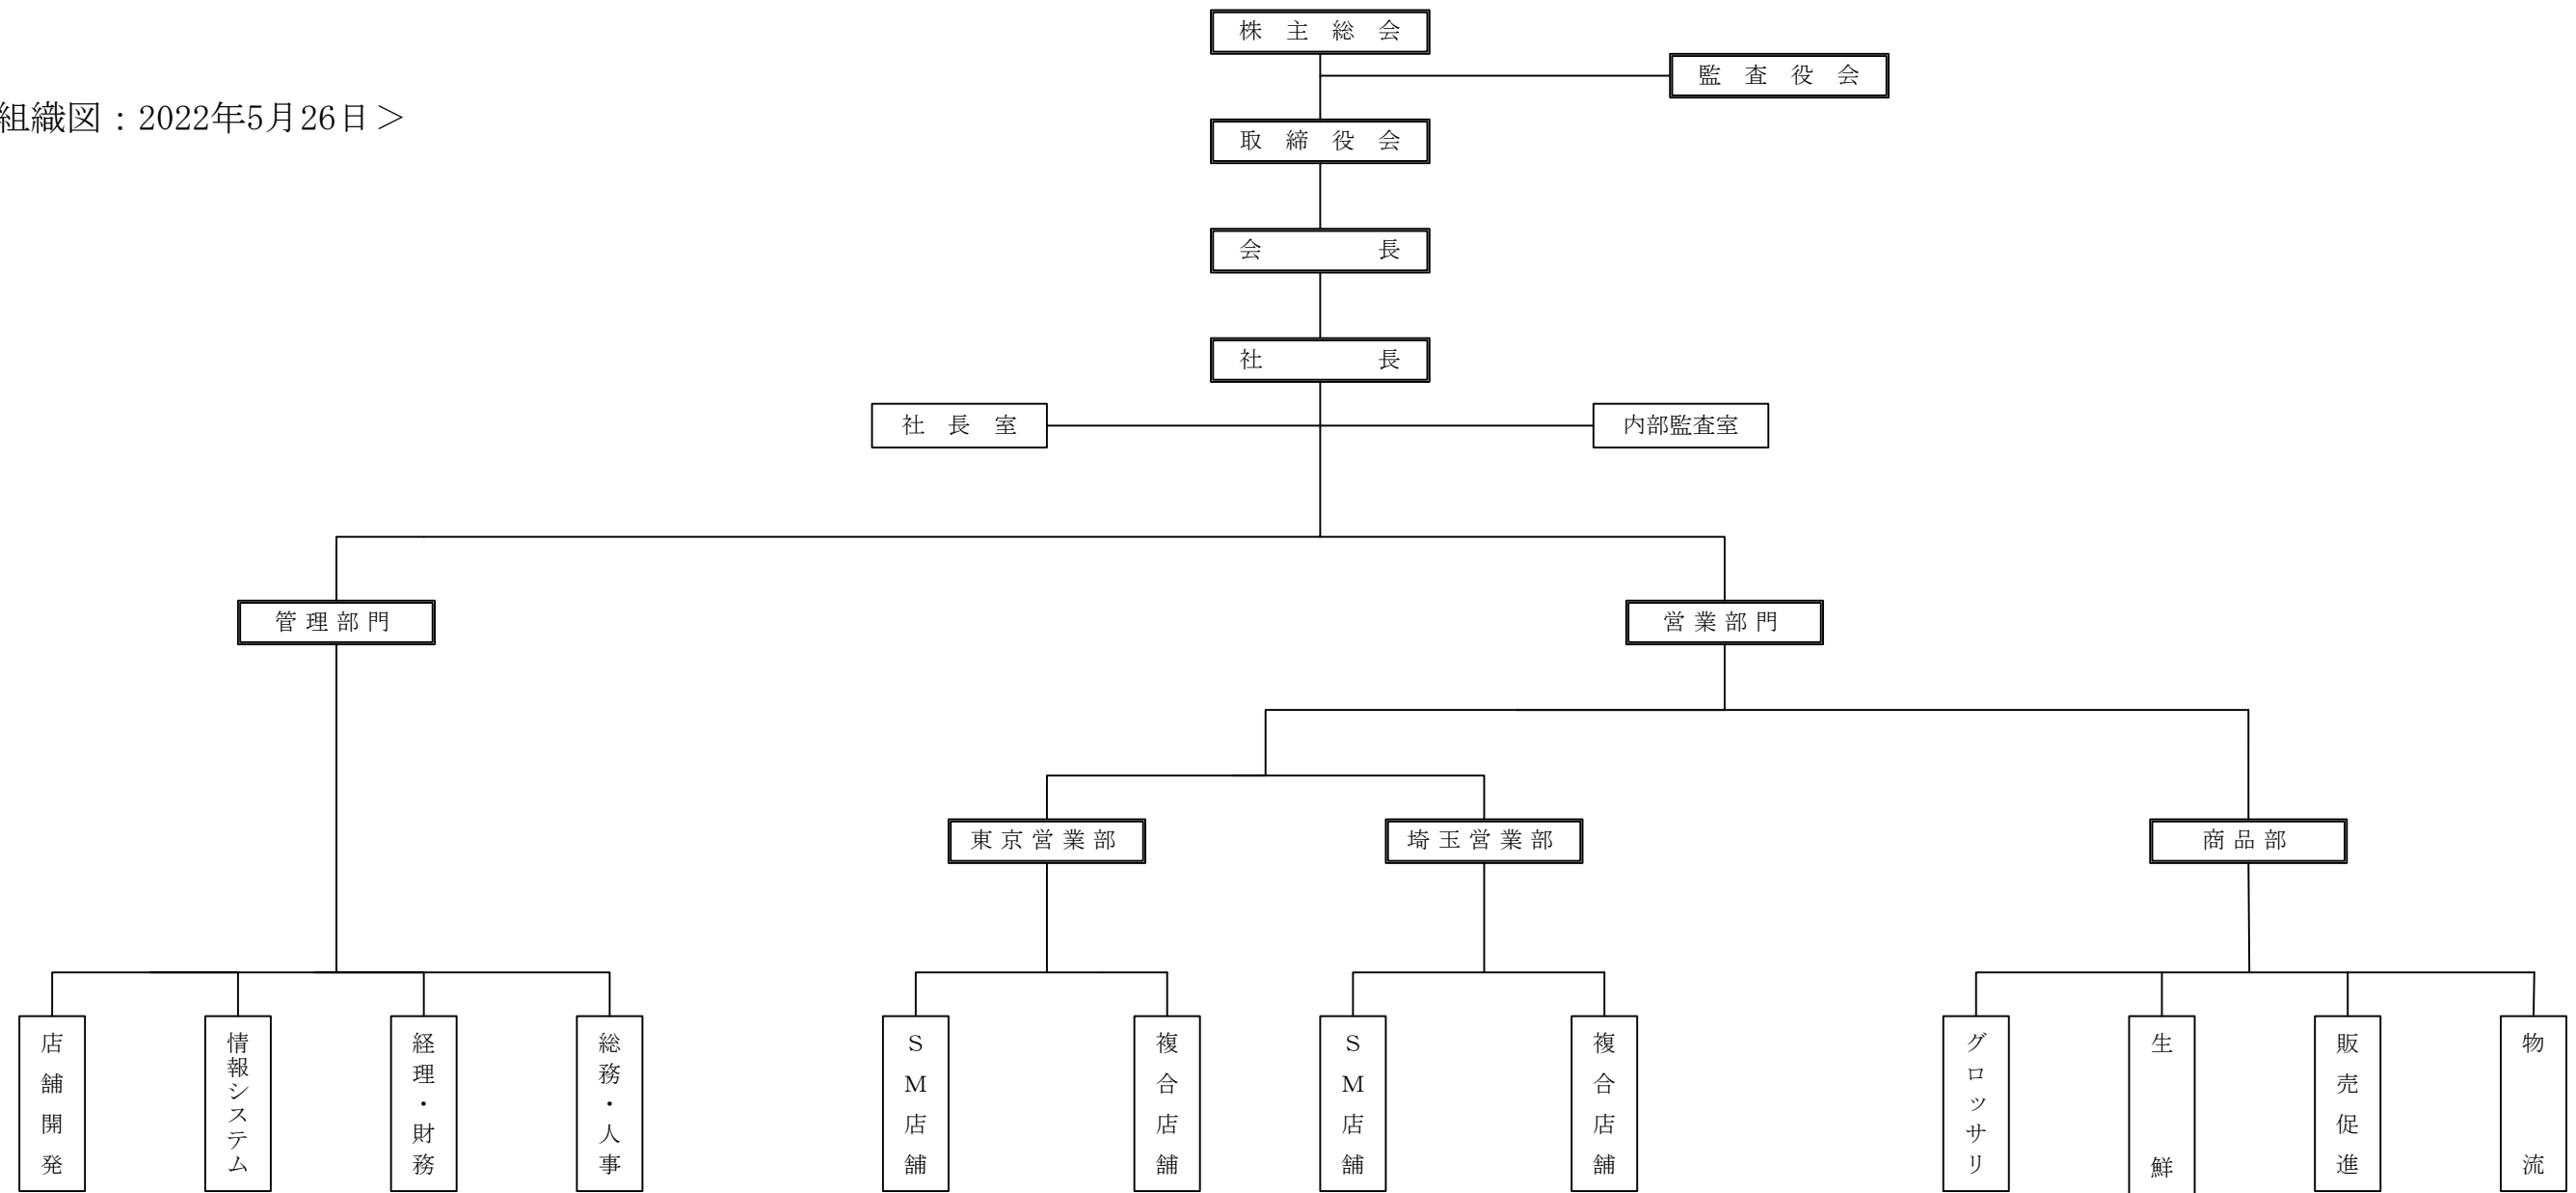 株主総会
監査役会
組織図：2022年5月26日＞
取締役会
会長
社長
社長室
内部監査室
管理部門
営業部門
東京営業部
埼玉営業部
商品部
店舗開発
情報システム
経理・財務
総務・人事
SM店舗
複合店舗
SM店舗
複合店舗
グロッサリ
生鮮
販売促進
物流